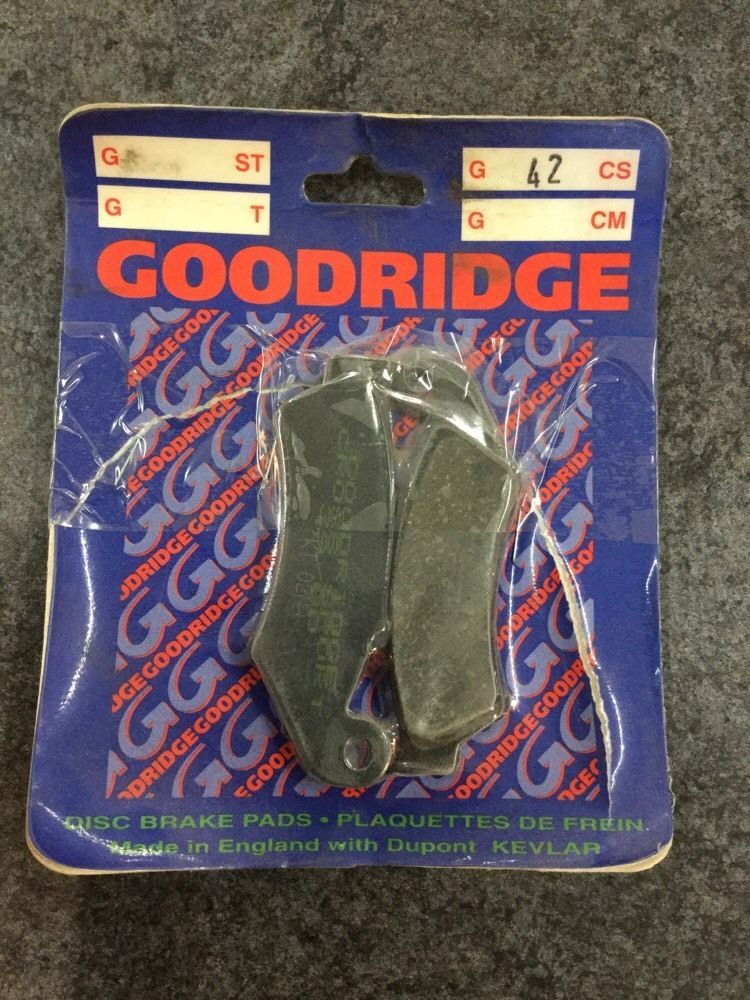 G ST
G 42 CS
G T
G CM
GOODRIDGE
DISC BRAKE PADS • PLAQUETTES DE FREIN
Made in England with Dupont KEVLAR